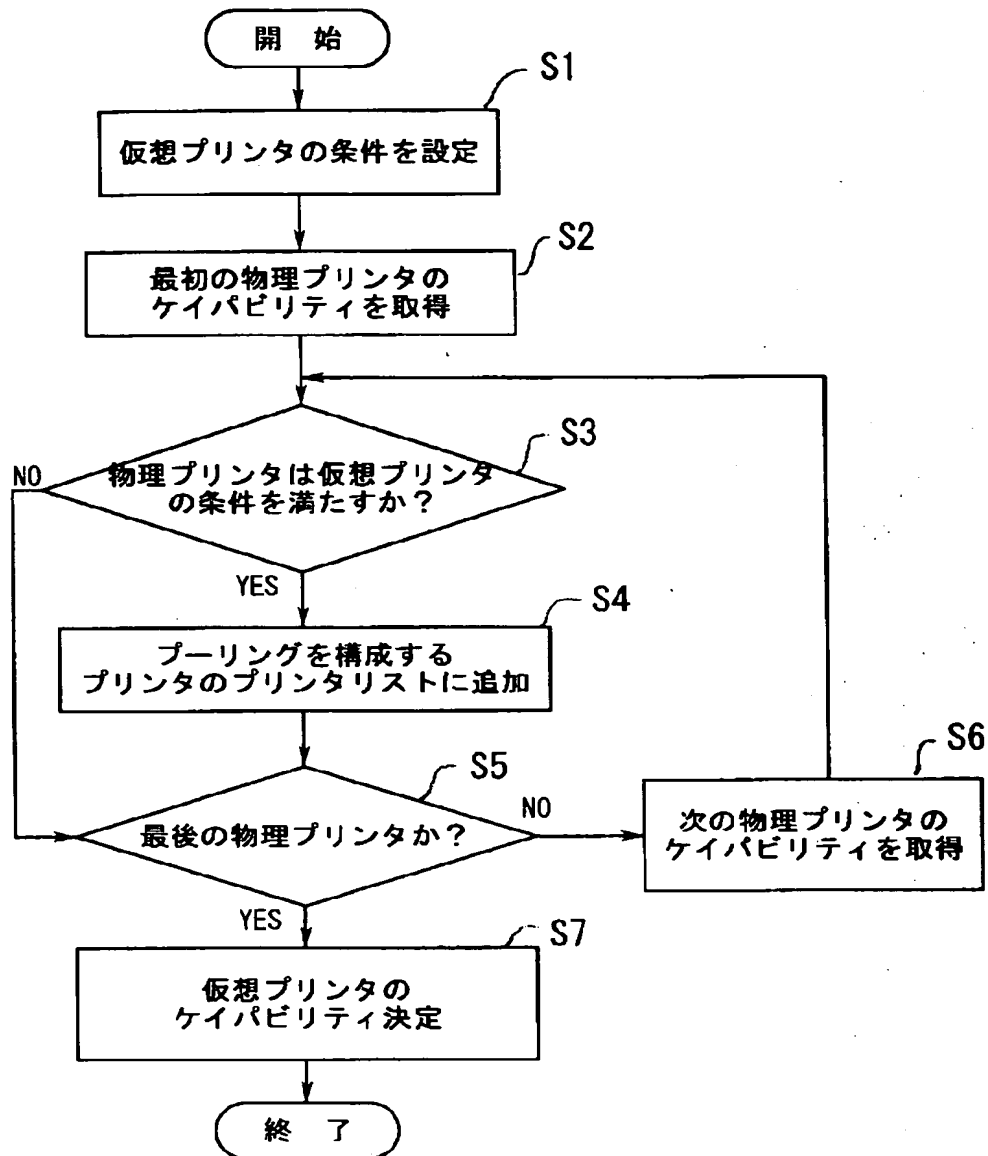 開 始
S1
仮想プリンタの条件を設定
S2
最初の物理プリンタの
ケイパビリティを取得
S3
NO
物理プリンタは仮想プリンタ
の条件を満たすか？
YES
S4
プーリングを構成する
プリンタのプリンタリストに追加
S5
最後の物理プリンタか？
NO
S6
次の物理プリンタの
ケイパビリティを取得
YES
S7
仮想プリンタの
ケイパビリティ決定
終 了